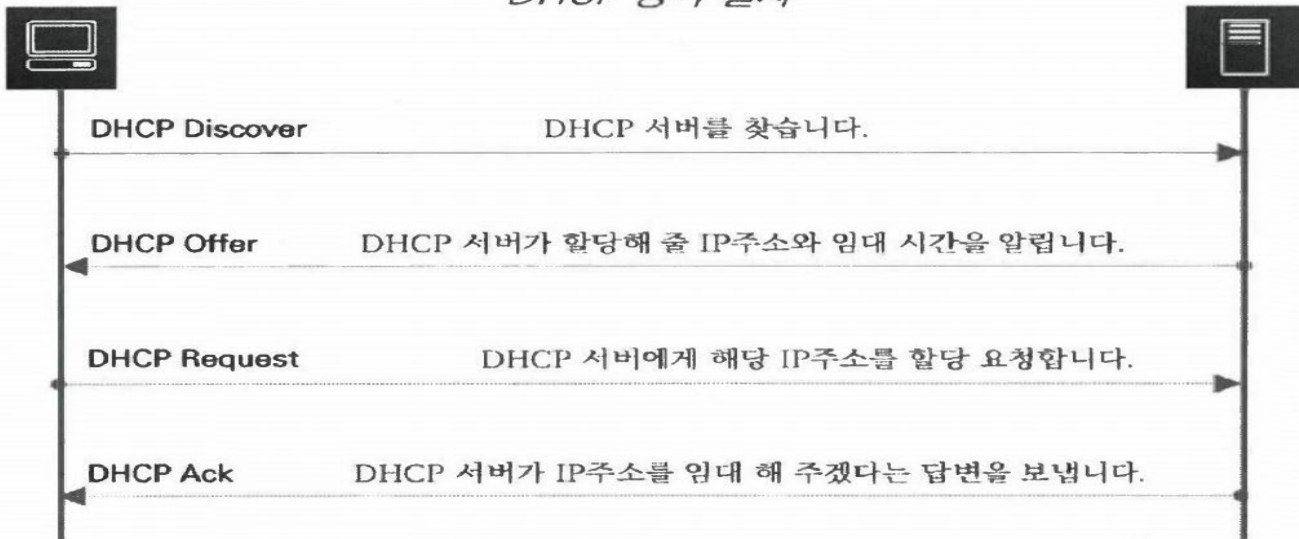 DHCP
DHCP Discover DHCP 서버를 찾습니다.
DHCP Offer DHCP 서버가 할당해 줄 IP주소와 임대 시간을 알립니다.
DHCP Request DHCP 서버에게 해당 IP주소를 할당 요청합니다.
DHCP Ack DHCP 서버가 IP주소를 임대 해 주겠다는 답변을 보냅니다.